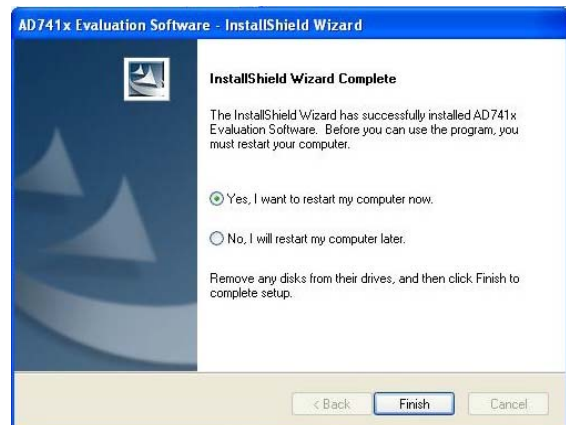 AD741x Evaluation Software - InstallShield Wizard
InstallShield Wizard Complete
The InstallShield Wizard has successfully installed AD741x
Evaluation Software. Before you can use the program, you
must restart your computer.
Yes, I want to restart my computer now.
No, I will restart my computer later.
Remove any disks from their drives, and then click Finish to
complete setup.
< Back Finish Cancel